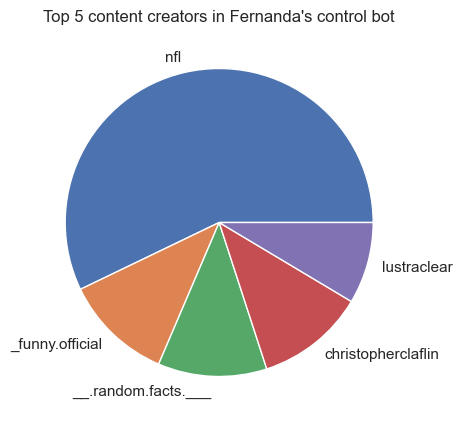 Top 5 content creators in Fernanda's control bot
nfl
lustraclear
_funny.official
christopherclaflin
__.random.facts.___